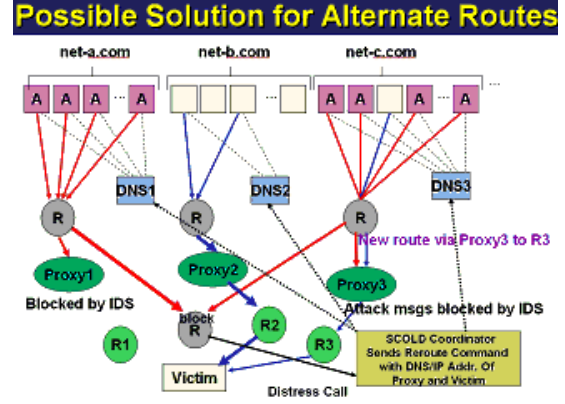 Possible Solution for Alternate Routes
net-a.com net-b.com net-c.com
... 
A A A ... A ... A A A ... A
DNS1 DNS2 DNS3
R R R
New route via Proxy3 to R3
Proxy1 Proxy2 Proxy3
Blocked by IDS Attack msgs blocked by IDS
block
R1 R R2 R3
SCOLD Coordinator
Sends Reroute Command
with DNS/IP Addr. Of
Proxy and Victim
Victim
Distress Call